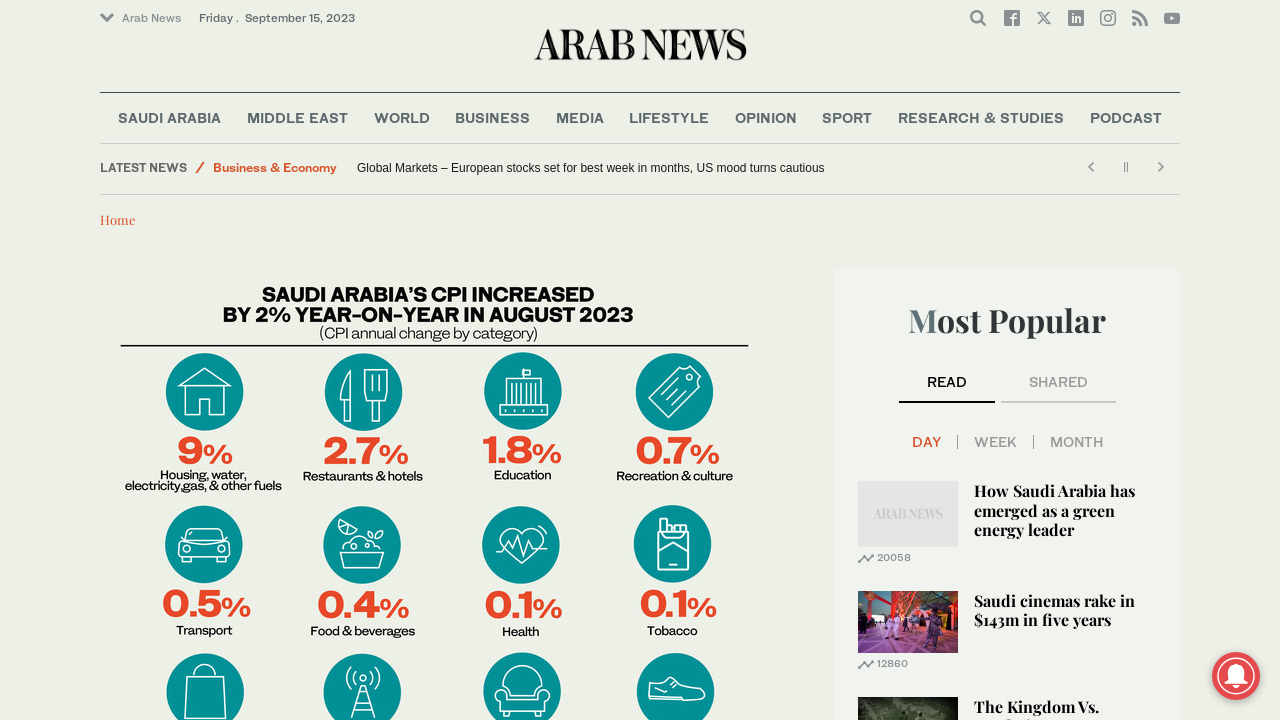 Arab News
Friday . September 15, 2023
ARAB NEWS
SAUDI ARABIA MIDDLE EAST WORLD BUSINESS MEDIA LIFESTYLE OPINION SPORT RESEARCH & STUDIES PODCAST
LATEST NEWS / Business & Economy Global Markets – European stocks set for best week in months, US mood turns cautious
Home
SAUDI ARABIA'S CPI INCREASED
BY 2% YEAR-ON-YEAR IN AUGUST 2023
(CPI annual change by category)
9% 2.7% 1.8% 0.7%
Housing, water,
electricity,gas, & other fuels
Restaurants & hotels
Education
Recreation & culture
0.5% 0.4% 0.1% 0.1%
Transport
Food & beverages
Health
Tobacco
Most Popular
READ SHARED
DAY WEEK MONTH
ARAB NEWS
How Saudi Arabia has
emerged as a green
energy leader
20058
Saudi cinemas rake in
$143m in five years
12860
The Kingdom Vs.